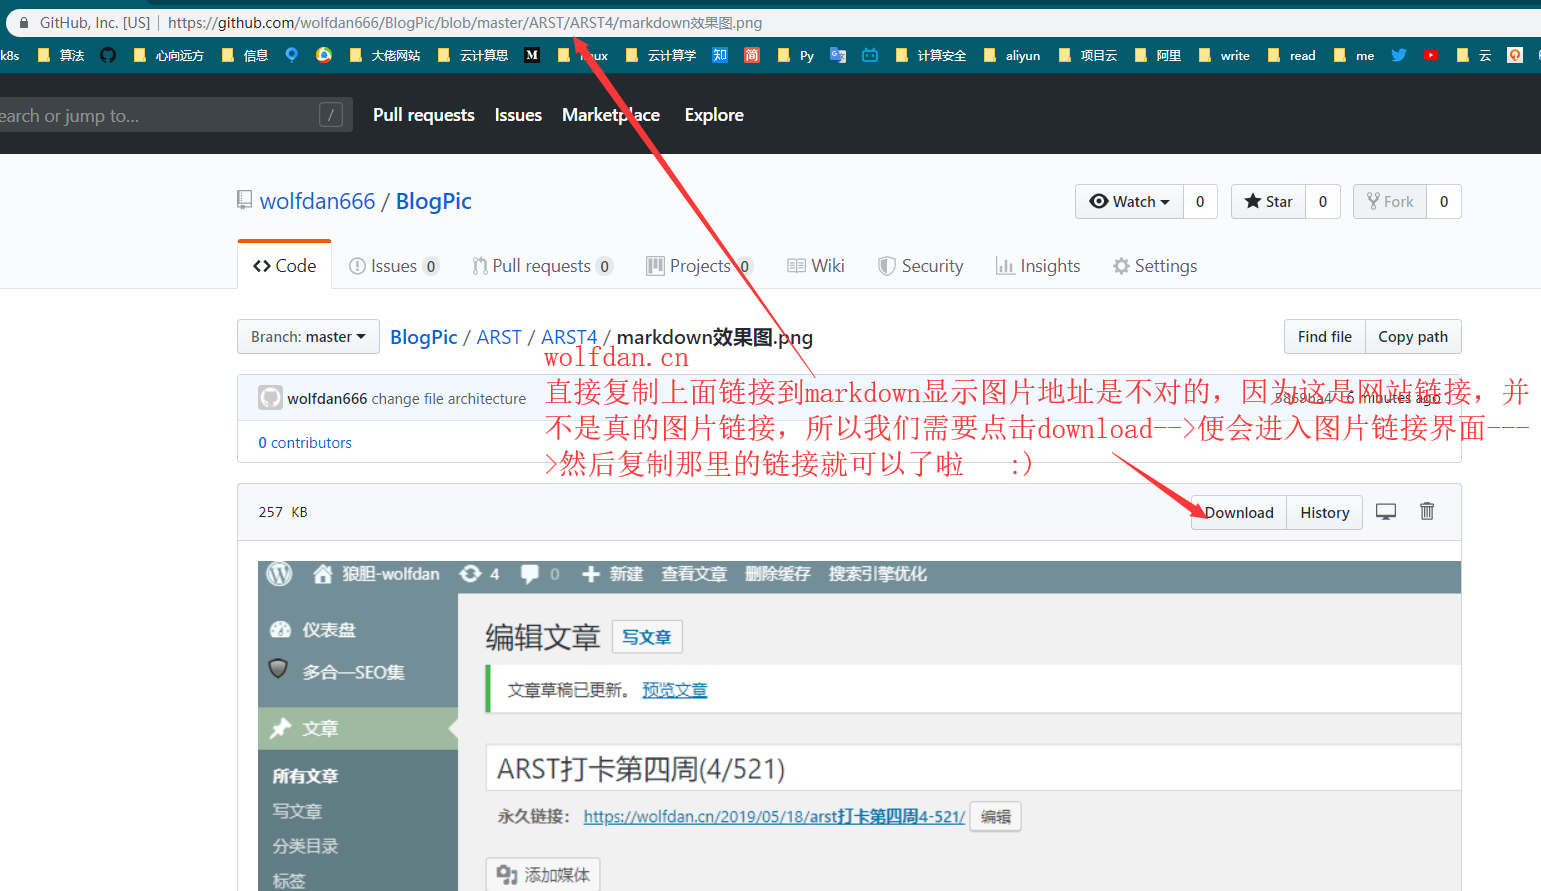 GitHub, Inc. [US] | https://github.com/wolfdan666/BlogPic/blob/master/ARST/ARST4/markdown效果图.png
k8s 算法 心向远方 信息 大佬网站 云计算思 M linux 云计算学 知 简 Py 计算安全 aliyun 项目云 阿里 write read me 云
earch or jump to... / Pull requests Issues Marketplace Explore
wolfdan666 / BlogPic Watch 0 Star 0 Fork 0
Code Issues 0 Pull requests 0 Projects 0 Wiki Security Insights Settings
Branch: master BlogPic / ARST / ARST4 / markdown效果图.png Find file Copy path
wolfdan.cn
直接复制上面链接到markdown显示图片地址是不对的，因为这是网站链接，并
不是真的图片链接，所以我们需要点击download-->便会进入图片链接界面---
>然后复制那里的链接就可以了啦 :)
wolfdan666 change file architecture 6 minutes ago
0 contributors
257 KB Download History
狼胆-wolfdan 4 0 新建 查看文章 删除缓存 搜索引擎优化
仪表盘
多合一SEO集
文章
所有文章
写文章
分类目录
标签
编辑文章 写文章
文章草稿已更新。 预览文章
ARST打卡第四周(4/521)
永久链接： https://wolfdan.cn/2019/05/18/arst打卡第四周4-521/ 编辑
添加媒体